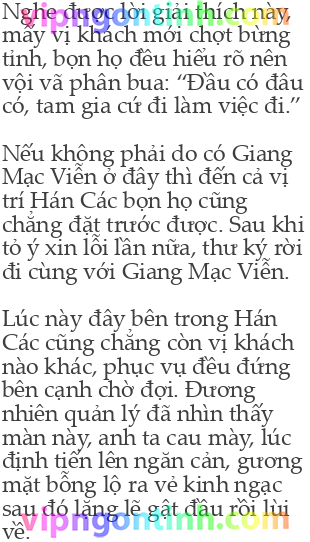 Nghe được lời giải thích này,
mấy vị khách mới chợt bừng
tỉnh, bọn họ đều hiểu rõ nên
vội vã phân bua: “Đầu có đâu
có, tam gia cứ đi làm việc đi.”
Nếu không phải do có Giang
Mạc Viễn ở đây thì đến cả vị
trí Hán Các bọn họ cũng
chẳng đặt trước được. Sau khi
tỏ ý xin lỗi lần nữa, thư ký rời
đi cùng với Giang Mạc Viễn.
Lúc này đây bên trong Hán
Các cũng chẳng còn vị khách
nào khác, phục vụ đều đứng
bên cạnh chờ đợi. Đương
nhiên quản lý đã nhìn thấy
màn này, anh ta cau mày, lúc
định tiến lên ngăn cản, gương
mặt bỗng lộ ra vẻ kinh ngạc
sau đó lặng lẽ gật đầu rồi lùi
về.
vipngontinh.com
vipngontinh.com